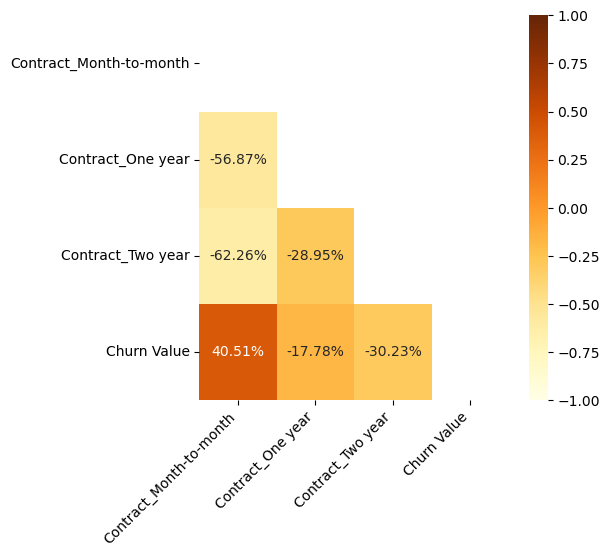 Contract_Month-to-month
Contract_One year
Contract_Two year
Churn Value
-56.87%
-62.26% -28.95%
40.51% -17.78% -30.23%
Contract_Month-to-month
Contract_One year
Contract_Two year
Churn Value
1.00
0.75
0.50
0.25
0.00
−0.25
−0.50
−0.75
−1.00